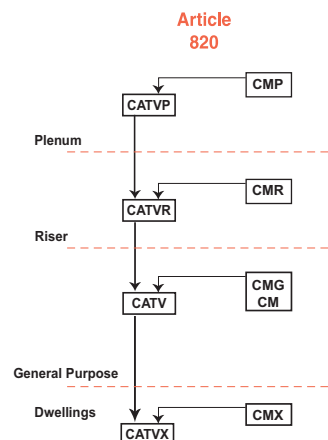 Article
820
CMP
CATVP
Plenum
CMR
CATVR
Riser
CMG
CM
CATV
General Purpose
Dwellings
CMX
CATVX